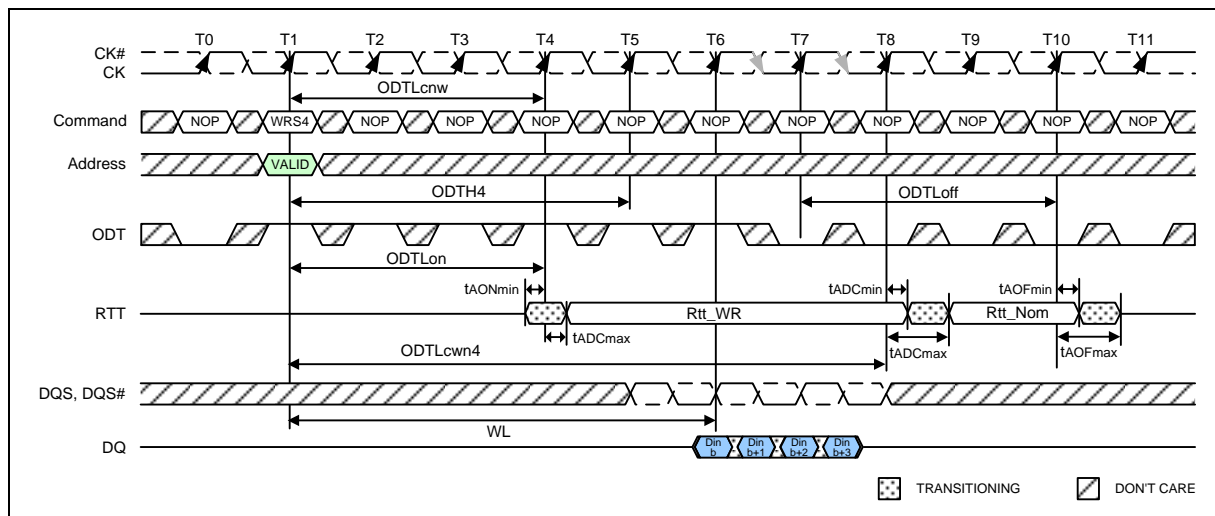 T0 T1 T2 T3 T4 T5 T6 T7 T8 T9 T10 T11
CK#
CK
ODTLcnw
Command NOP WRS4 NOP NOP NOP NOP NOP NOP NOP NOP NOP NOP
Address VALID
ODTH4 ODTLoff
ODT
ODTLon
tAONmin tADCmin tAOFmin
RTT Rtt_WR Rtt_Nom
tADCmax tADCmax tAOFmax
ODTLcwn4
DQS, DQS#
WL
DQ Din b Din b+1 Din b+2 Din b+3
TRANSITIONING DON'T CARE